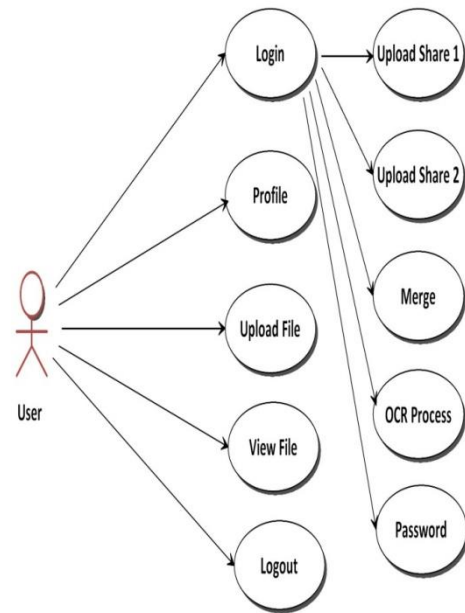 Login
Upload Share 1
Upload Share 2
Profile
Merge
Upload File
User
OCR Process
View File
Password
Logout